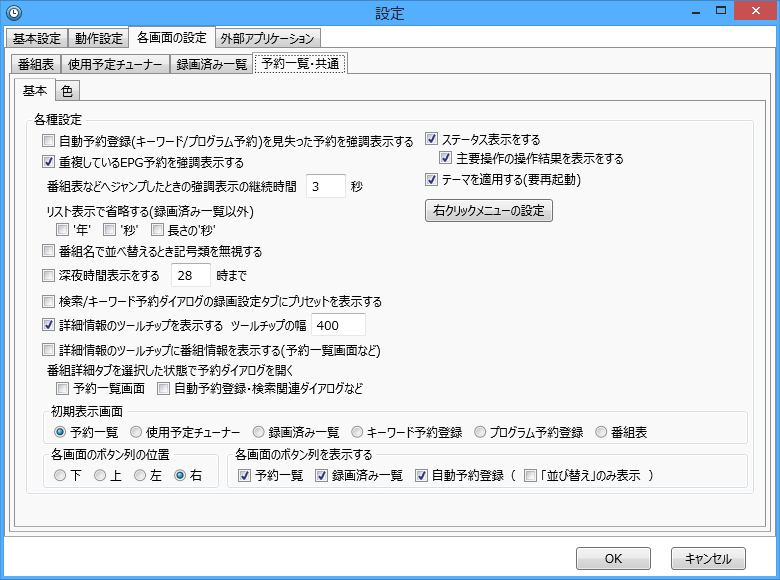 設定
基本設定 動作設定 各画面の設定 外部アプリケーション
番組表 使用予定チューナー 録画済み一覧 予約一覧・共通
基本 色
各種設定
自動予約登録(キーワード/プログラム予約)を見失った予約を強調表示する
重複しているEPG予約を強調表示する
番組表などへジャンプしたときの強調表示の継続時間 3 秒
リスト表示で省略する(録画済み一覧以外)
'年' '秒' 長さの'秒'
番組名で並べ替えるとき記号類を無視する
深夜時間表示をする 28 時まで
検索/キーワード予約ダイアログの録画設定タブにプリセットを表示する
詳細情報のツールチップを表示する ツールチップの幅 400
詳細情報のツールチップに番組情報を表示する(予約一覧画面など)
番組詳細タブを選択した状態で予約ダイアログを開く
予約一覧画面 自動予約登録・検索関連ダイアログなど
ステータス表示をする
主要操作の操作結果を表示をする
テーマを適用する(要再起動)
右クリックメニューの設定
初期表示画面
予約一覧 使用予定チューナー 録画済み一覧 キーワード予約登録 プログラム予約登録 番組表
各画面のボタン列の位置
下 上 左 右
各画面のボタン列を表示する
予約一覧 録画済み一覧 自動予約登録 ( 「並び替え」のみ表示 )
OK キャンセル